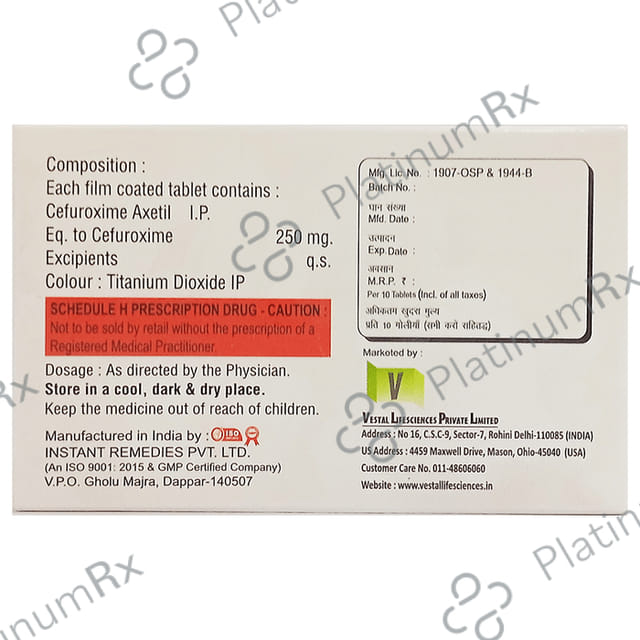 PlatinumRx
Composition :
Each film coated tablet contains :
Cefuroxime Axetil I.P.
Eq. to Cefuroxime 250 mg.
Excipients q.s.
Colour : Titanium Dioxide IP
SCHEDULE H PRESCRIPTION DRUG - CAUTION :
Not to be sold by retail without the prescription of a
Registered Medical Practitioner.
Dosage : As directed by the Physician.
Store in a cool, dark & dry place.
Keep the medicine out of reach of children.
Manufactured in India by : ISO
INSTANT REMEDIES PVT. LTD.
(An ISO 9001: 2015 & GMP Certified Company)
V.P.O. Gholu Majra, Dappar-140507
Mfg. Lic. No. : 1907-OSP & 1944-B
Batch No. :
घान संख्या
Mfd. Date :
उत्पादन
Exp. Date :
अवसान
M.R.P. ₹ :
Per 10 Tablets (Incl. of all taxes)
अधिकतम खुदरा मूल्य
प्रति 10 गोलीयाँ (सभी करो सहित)
Markoted by :
V
VESTAL LIFESCIENCES PRIVATE LIMITED
Address : No 16, C.S.C-9, Sector-7, Rohini Delhi-110085 (INDIA)
US Address : 4459 Maxwell Drive, Mason, Ohio-45040 (USA)
Customer Care No. 011-48606060
Website : www.vestallifesciences.in
PlatinumRx
PlatinumRx
PlatinumRx
Platin